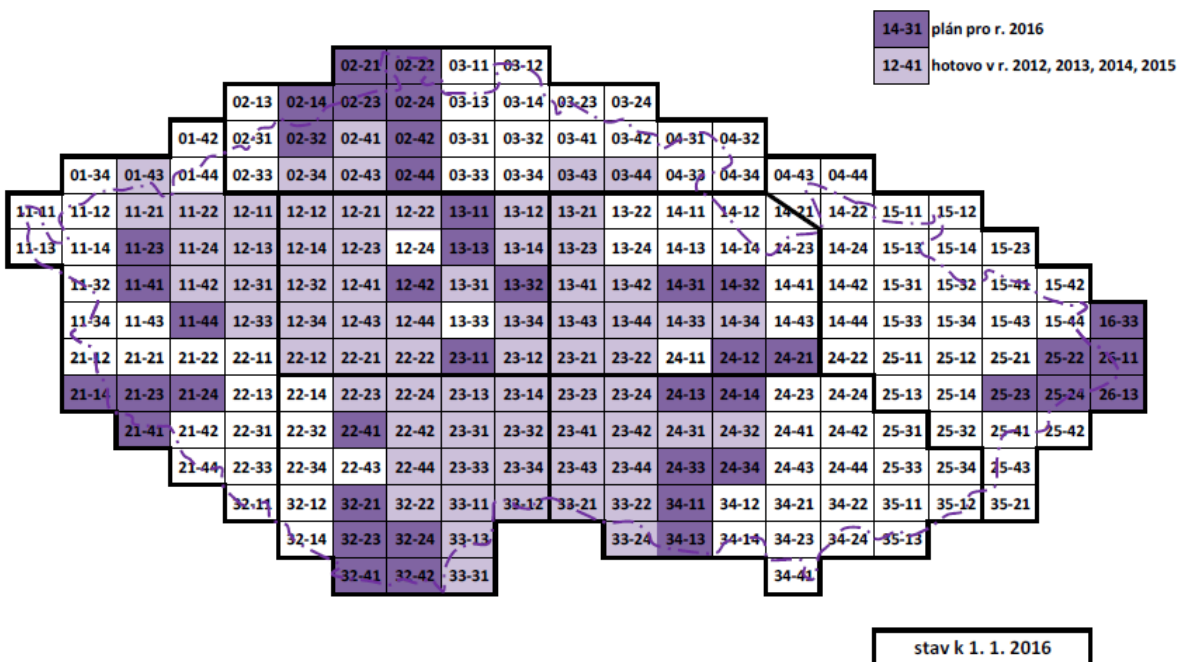 14-31 plán pro r. 2016
12-41 hotovo v r. 2012, 2013, 2014, 2015
02-21 02-22 03-11 03-12
02-13 02-14 02-23 02-24 03-13 03-14 03-23 03-24
01-42 02-31 02-32 02-41 02-42 03-31 03-32 03-41 03-42 04-31 04-32
01-34 01-43 01-44 02-33 02-34 02-43 02-44 03-33 03-34 03-43 03-44 04-33 04-34 04-43 04-44
11-11 11-12 11-21 11-22 12-11 12-12 12-21 12-22 13-11 13-12 13-21 13-22 14-11 14-12 14-21 14-22 15-11 15-12
11-13 11-14 11-23 11-24 12-13 12-14 12-23 12-24 13-13 13-14 13-23 13-24 14-13 14-14 14-23 14-24 15-13 15-14 15-23
11-32 11-41 11-42 12-31 12-32 12-41 12-42 13-31 13-32 13-41 13-42 14-31 14-32 14-41 14-42 15-31 15-32 15-41 15-42
11-34 11-43 11-44 12-33 12-34 12-43 12-44 13-33 13-34 13-43 13-44 14-33 14-34 14-43 14-44 15-33 15-34 15-43 15-44 16-33
21-12 21-21 21-22 22-11 22-12 22-21 22-22 23-11 23-12 23-21 23-22 24-11 24-12 24-21 24-22 25-11 25-12 25-21 25-22 26-11
21-14 21-23 21-24 22-13 22-14 22-23 22-24 23-13 23-14 23-23 23-24 24-13 24-14 24-23 24-24 25-13 25-14 25-23 25-24 26-13
21-41 21-42 22-31 22-32 22-41 22-42 23-31 23-32 23-41 23-42 24-31 24-32 24-41 24-42 25-31 25-32 25-41 25-42
21-44 22-33 22-34 22-43 22-44 23-33 23-34 23-43 23-44 24-33 24-34 24-43 24-44 25-33 25-34 25-43
32-11 32-12 32-21 32-22 33-11 33-12 33-21 33-22 34-11 34-12 34-21 34-22 35-11 35-12 35-21
32-14 32-23 32-24 33-13 33-24 34-13 34-14 34-23 34-24 35-13
32-41 32-42 33-31 34-41
stav k 1. 1. 2016